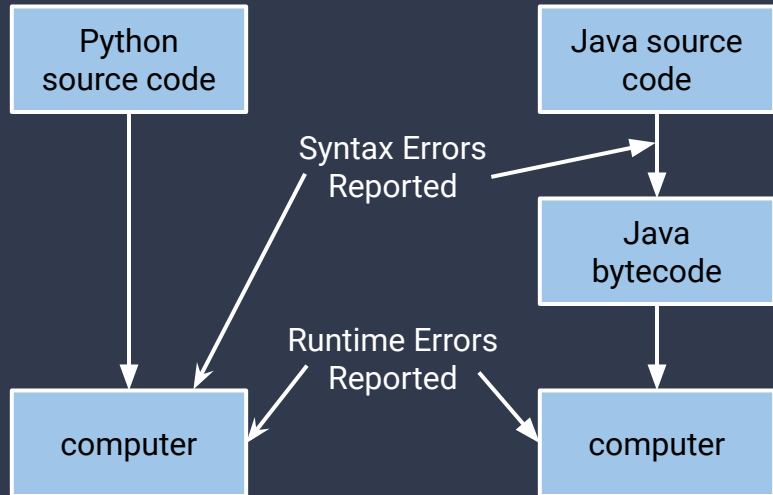 Python
source code
Java source
code
Syntax Errors
Reported
Java
bytecode
Runtime Errors
Reported
computer
computer